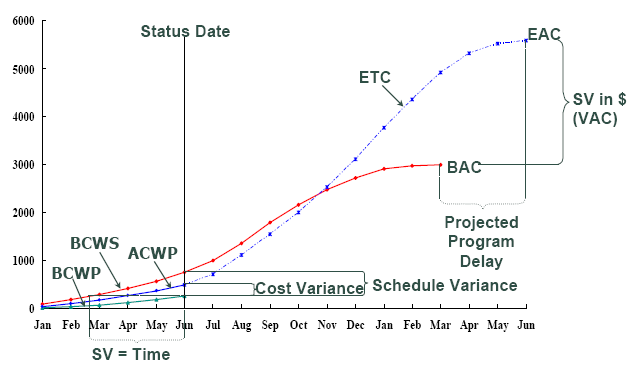 6000
Status Date
EAC
5000
ETC
SV in $
(VAC)
4000
3000
BAC
2000
Projected
Program
Delay
BCWS
ACWP
1000
BCWP
Cost Variance
Schedule Variance
0
Jan Feb Mar Apr May Jun Jul Aug Sep Oct Nov Dec Jan Feb Mar Apr May Jun
SV = Time